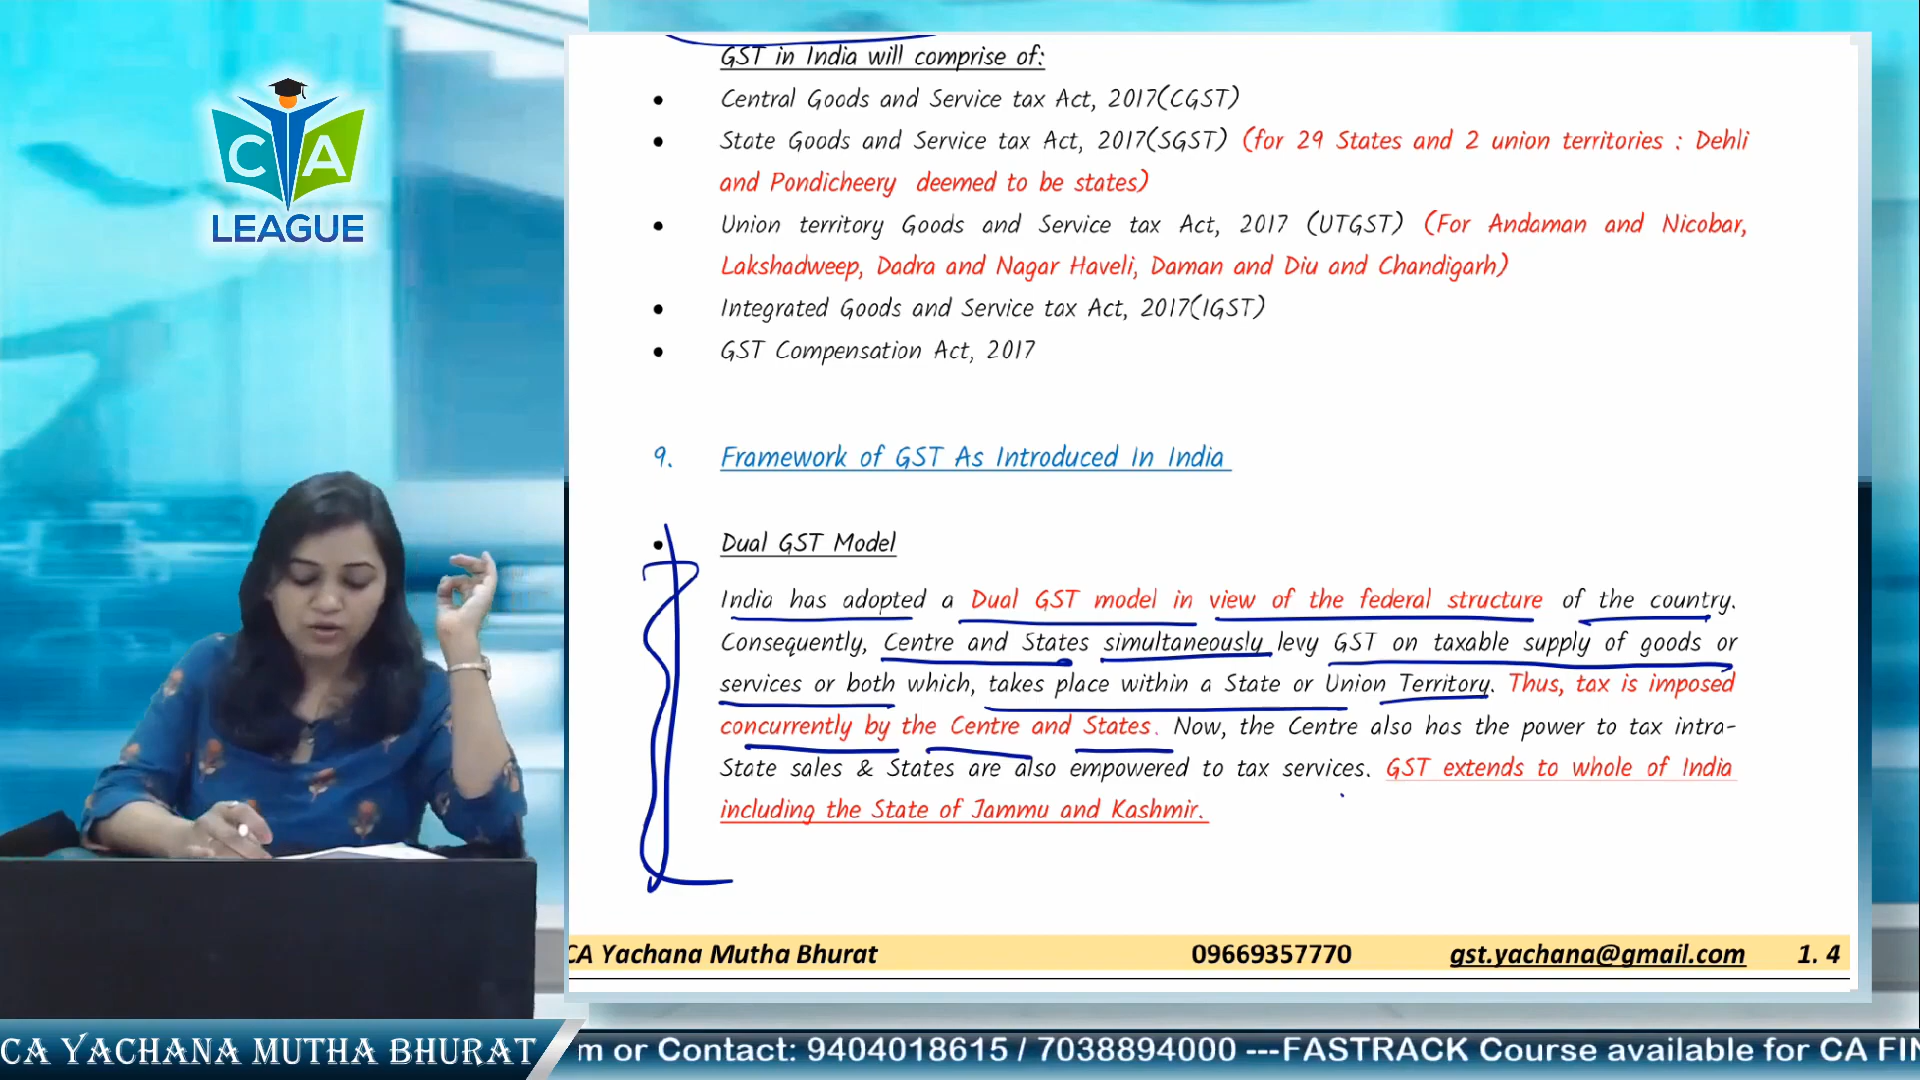 CA
LEAGUE
GST in India will comprise of:
• Central Goods and Service tax Act, 2017(CGST)
• State Goods and Service tax Act, 2017(SGST) (for 29 States and 2 union territories : Dehli
and Pondicheery deemed to be states)
• Union territory Goods and Service tax Act, 2017 (UTGST) (For Andaman and Nicobar,
Lakshadweep, Dadra and Nagar Haveli, Daman and Diu and Chandigarh)
• Integrated Goods and Service tax Act, 2017(IGST)
• GST Compensation Act, 2017
9. Framework of GST As Introduced In India
• Dual GST Model
India has adopted a Dual GST model in view of the federal structure of the country.
Consequently, Centre and States simultaneously levy GST on taxable supply of goods or
services or both which, takes place within a State or Union Territory. Thus, tax is imposed
concurrently by the Centre and States. Now, the Centre also has the power to tax intra-
State sales & States are also empowered to tax services. GST extends to whole of India
including the State of Jammu and Kashmir.
CA Yachana Mutha Bhurat 09669357770 gst.yachana@gmail.com 1. 4
CA YACHANA MUTHA BHURAT m or Contact: 9404018615 / 7038894000 ---FASTRACK Course available for CA FIN